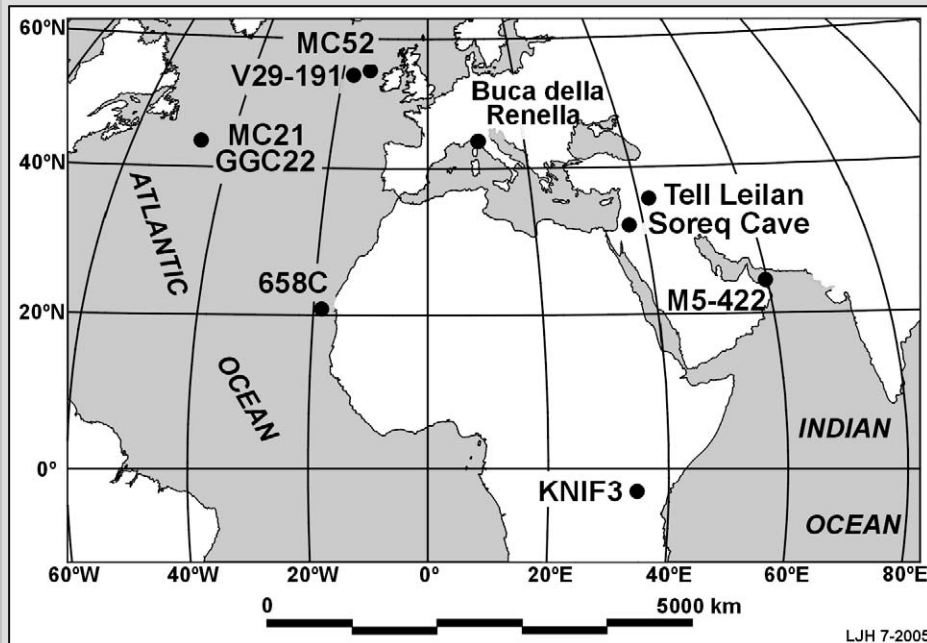 60°N
MC52
V29-191
Buca della
Renella
MC21
GGC22
40°N
ATLANTIC
Tell Leilan
Soreq Cave
658C
M5-422
20°N
OCEAN
INDIAN
0°
KNIF3
OCEAN
60°W 40°W 20°W 0° 20°E 40°E 60°E 80°E
0 5000 km
LJH 7-2005